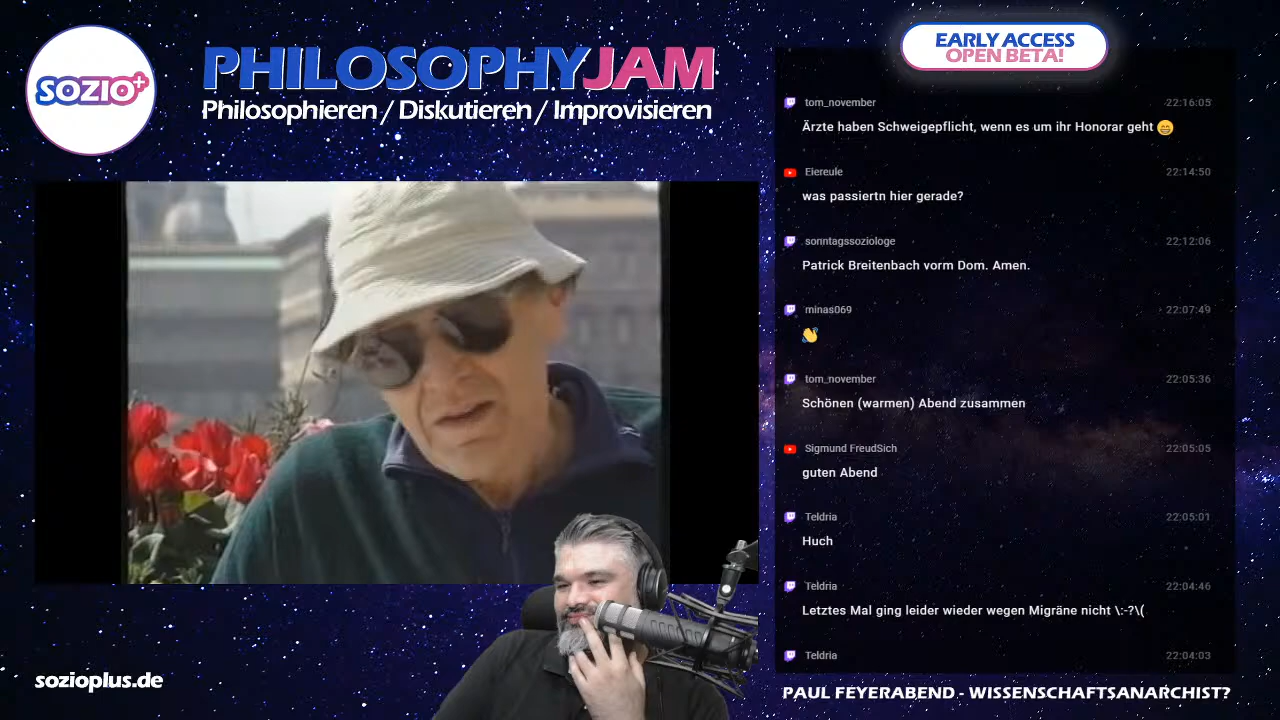 SOZIO+
PHILOSOPHYJAM
Philosophieren / Diskutieren / Improvisieren
EARLY ACCESS
OPEN BETA!
tom_november 22:16:05
Ärzte haben Schweigepflicht, wenn es um ihr Honorar geht 😁
Eiereule 22:14:50
was passiertn hier gerade?
sonntagssoziologe 22:12:06
Patrick Breitenbach vorm Dom. Amen.
minas069 22:07:49
👏
tom_november 22:05:36
Schönen (warmen) Abend zusammen
Sigmund FreudSich 22:05:05
guten Abend
Teldria 22:05:01
Huch
Teldria 22:04:46
Letztes Mal ging leider wieder wegen Migräne nicht \:-?\(
Teldria 22:04:03
sozioplus.de
PAUL FEYERABEND - WISSENSCHAFTSANARCHIST?